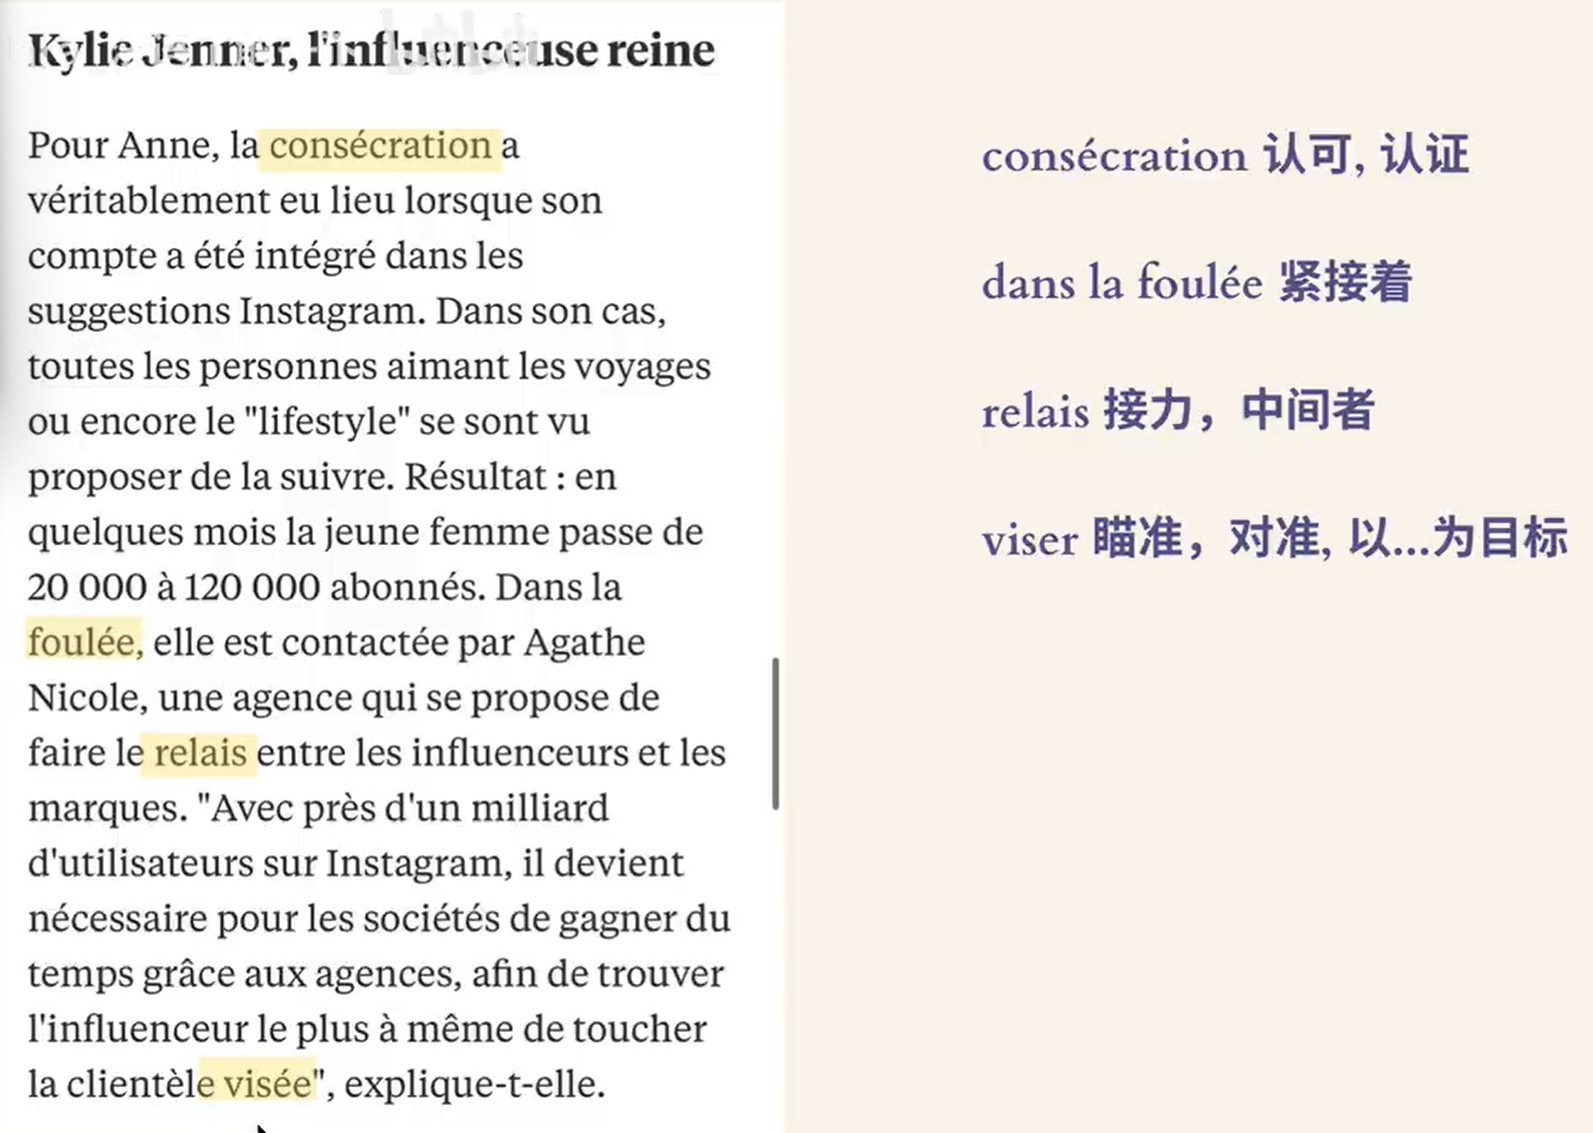 Kylie Jenner, l'influenceuse reine
Pour Anne, la consécration a
véritablement eu lieu lorsque son
compte a été intégré dans les
suggestions Instagram. Dans son cas,
toutes les personnes aimant les voyages
ou encore le "lifestyle" se sont vu
proposer de la suivre. Résultat : en
quelques mois la jeune femme passe de
20 000 à 120 000 abonnés. Dans la
foulée, elle est contactée par Agathe
Nicole, une agence qui se propose de
faire le relais entre les influenceurs et les
marques. "Avec près d'un milliard
d'utilisateurs sur Instagram, il devient
nécessaire pour les sociétés de gagner du
temps grâce aux agences, afin de trouver
l'influenceur le plus à même de toucher
la clientèle visée", explique-t-elle.
consécration 认可, 认证
dans la foulée 紧接着
relais 接力，中间者
viser 瞄准，对准, 以...为目标